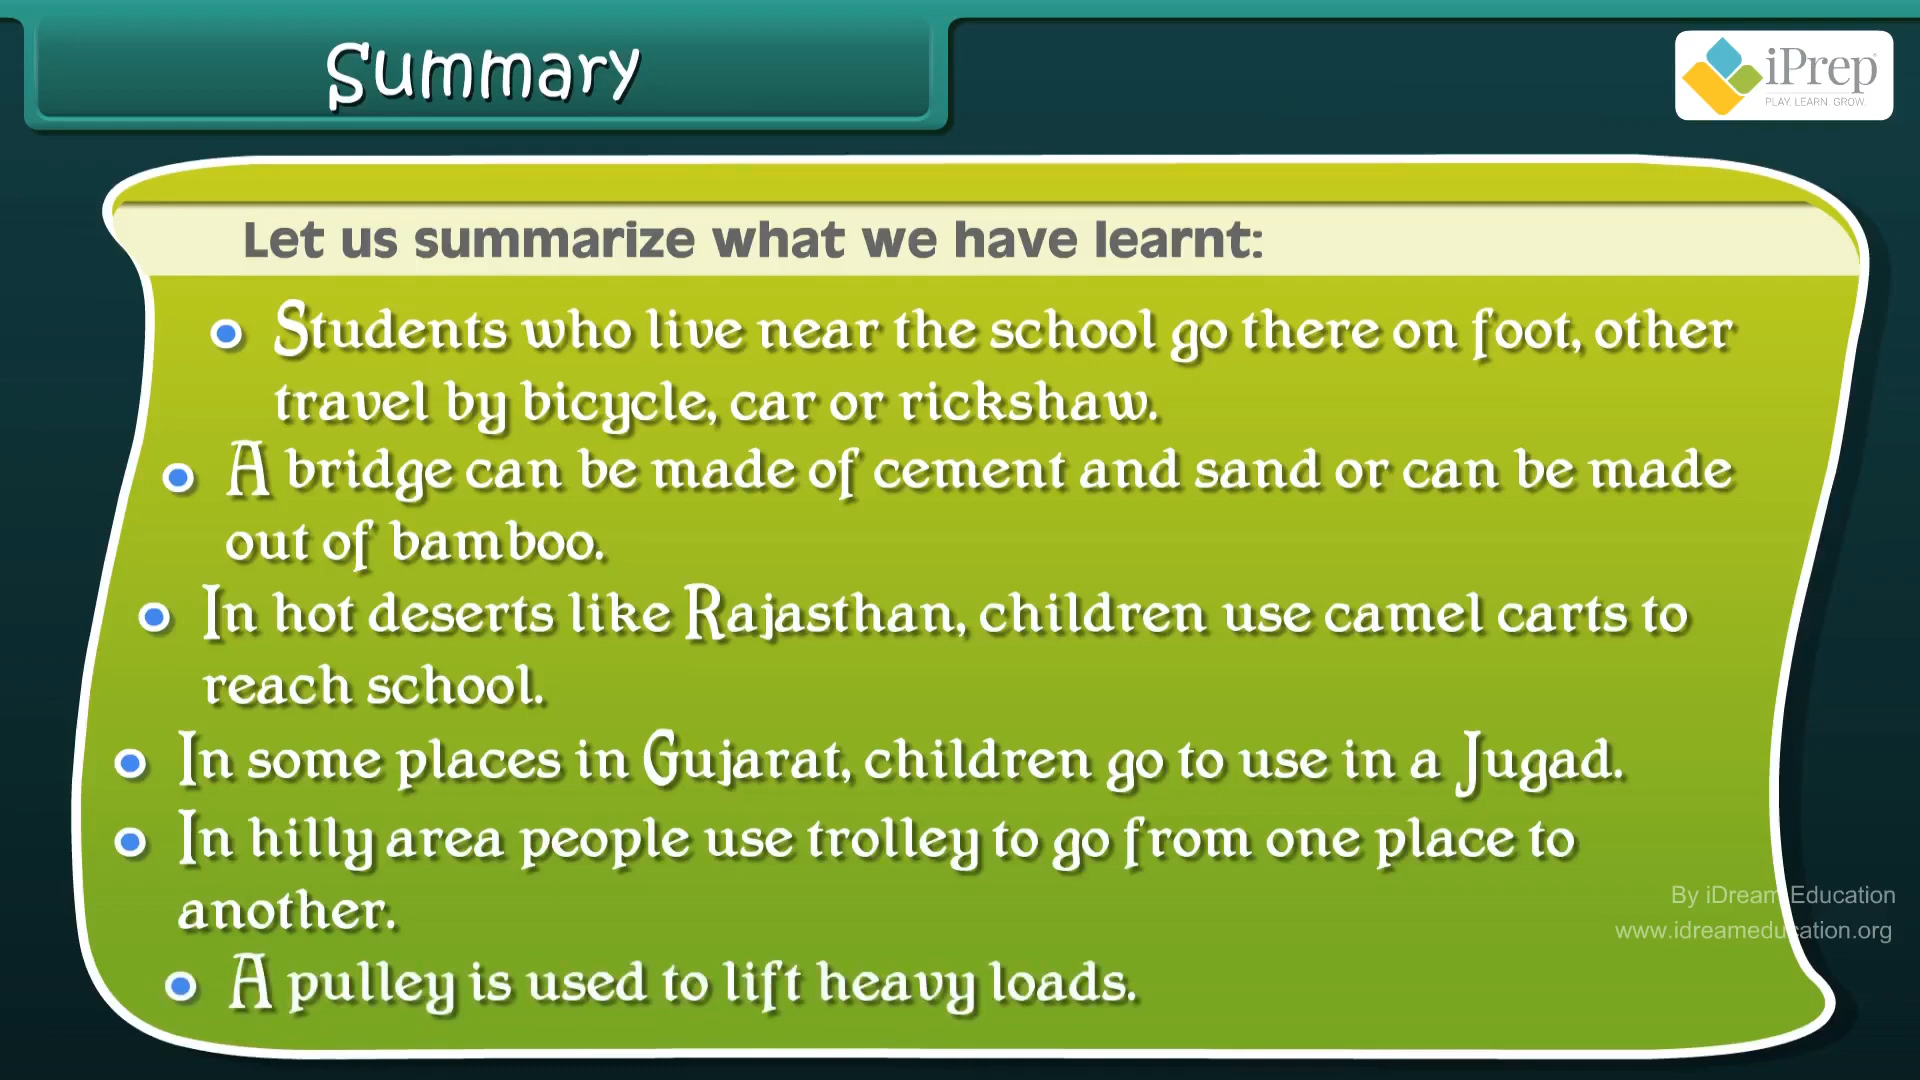 Summary
iPrep
PLAY. LEARN. GROW.
Let us summarize what we have learnt:
Students who live near the school go there on foot, other
travel by bicycle, car or rickshaw.
A bridge can be made of cement and sand or can be made
out of bamboo.
In hot deserts like Rajasthan, children use camel carts to
reach school.
In some places in Gujarat, children go to use in a Jugad.
In hilly area people use trolley to go from one place to
another.
By iDream Education
www.idreameducation.org
A pulley is used to lift heavy loads.